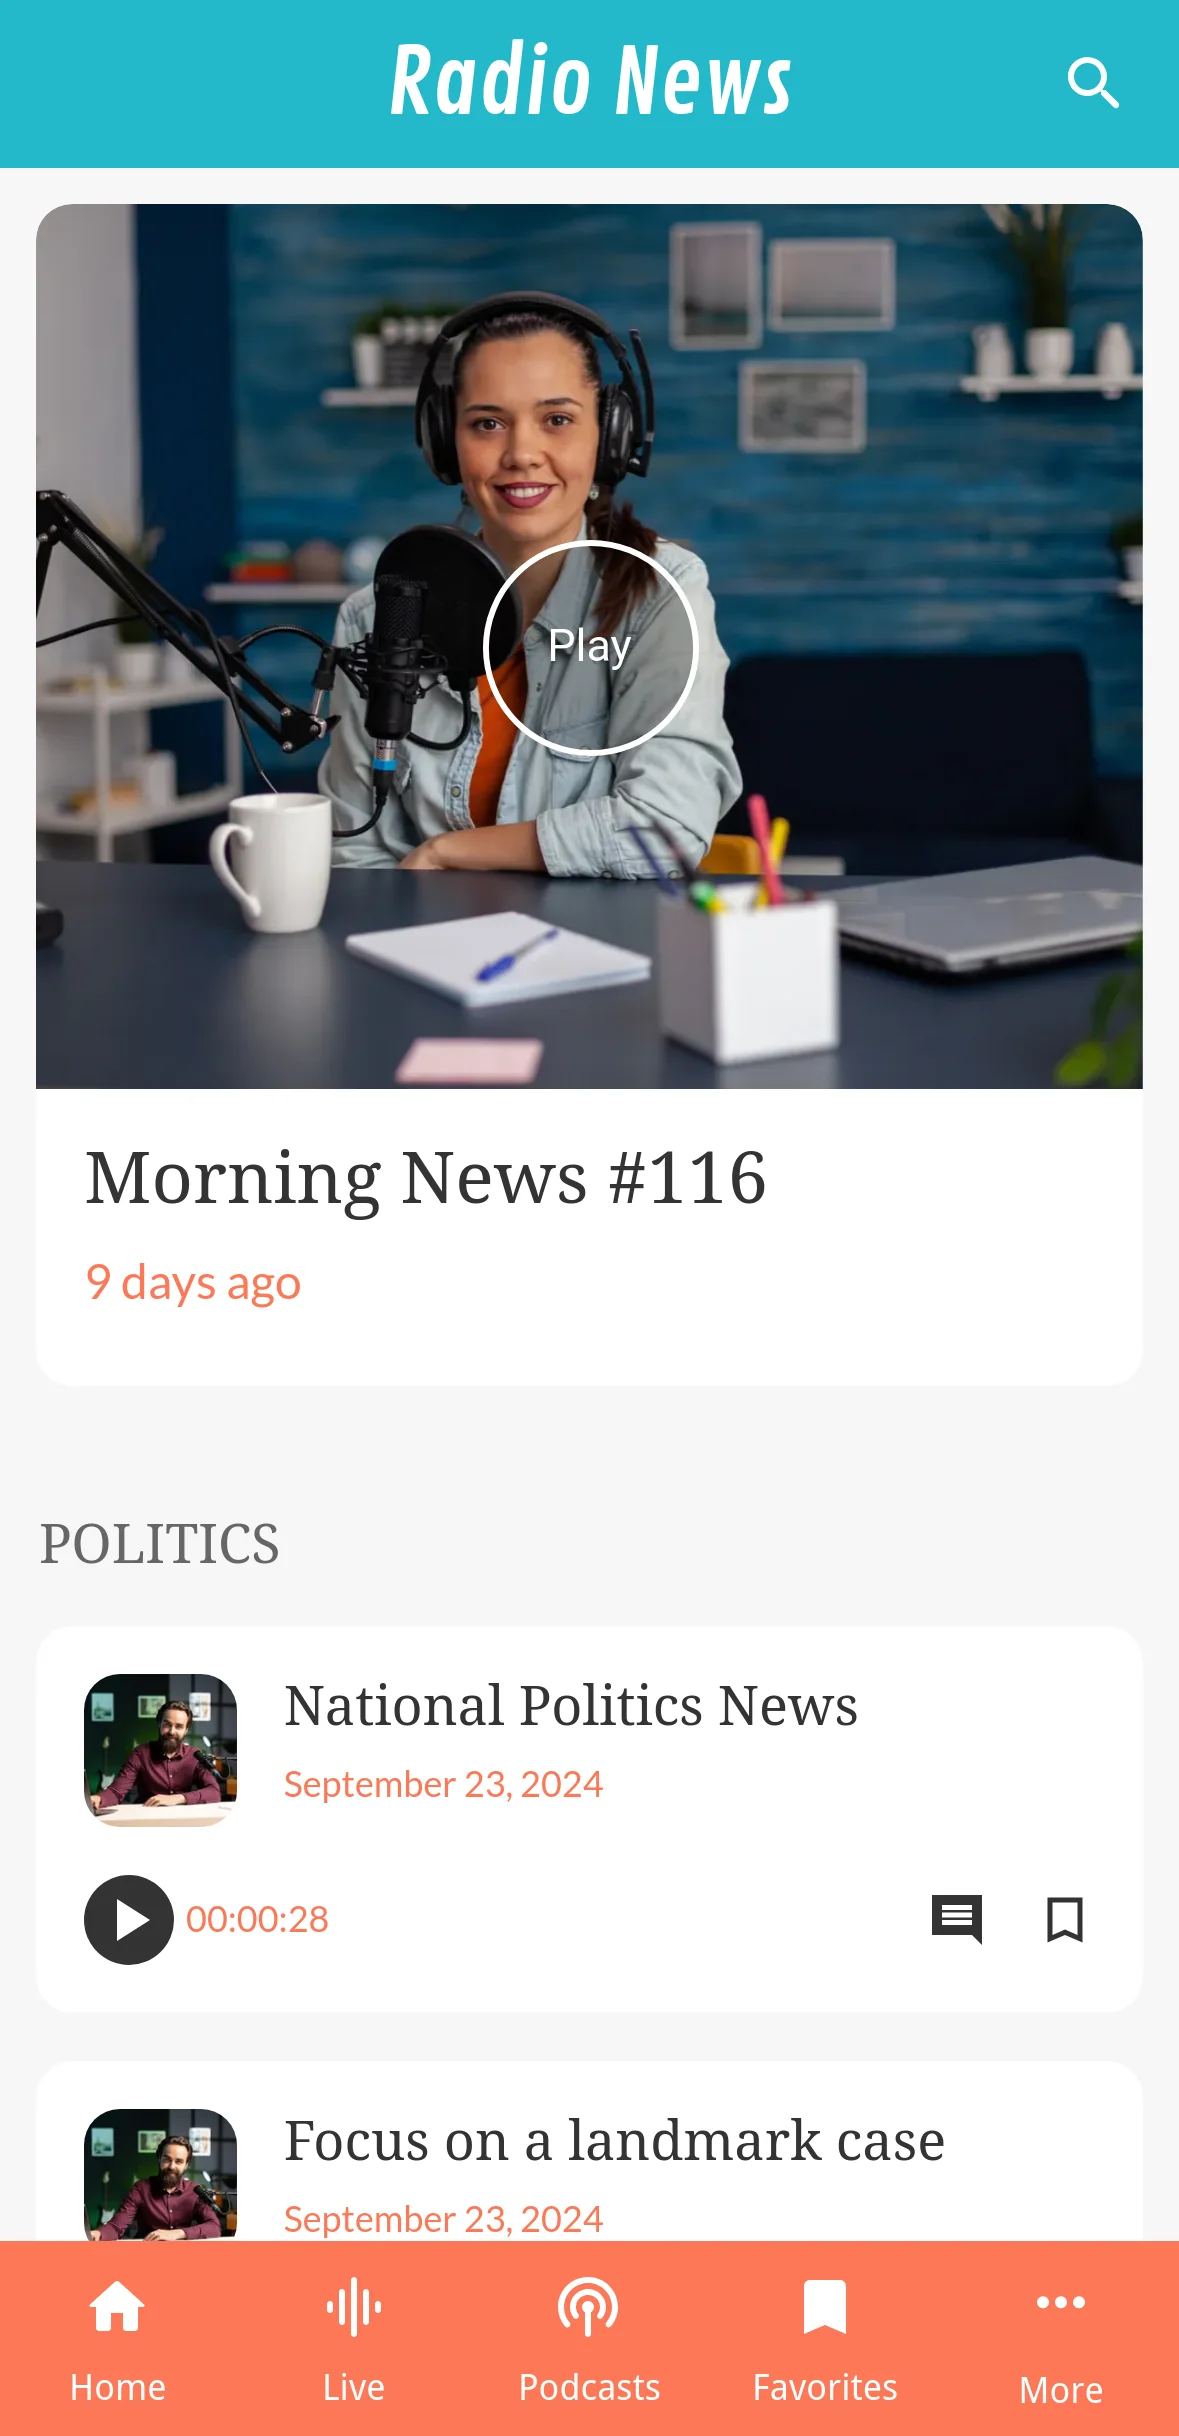 Radio News
Play
Morning News #116
9 days ago
POLITICS
National Politics News
September 23, 2024
00:00:28
Focus on a landmark case
September 23, 2024
Home
Live
Podcasts
Favorites
More